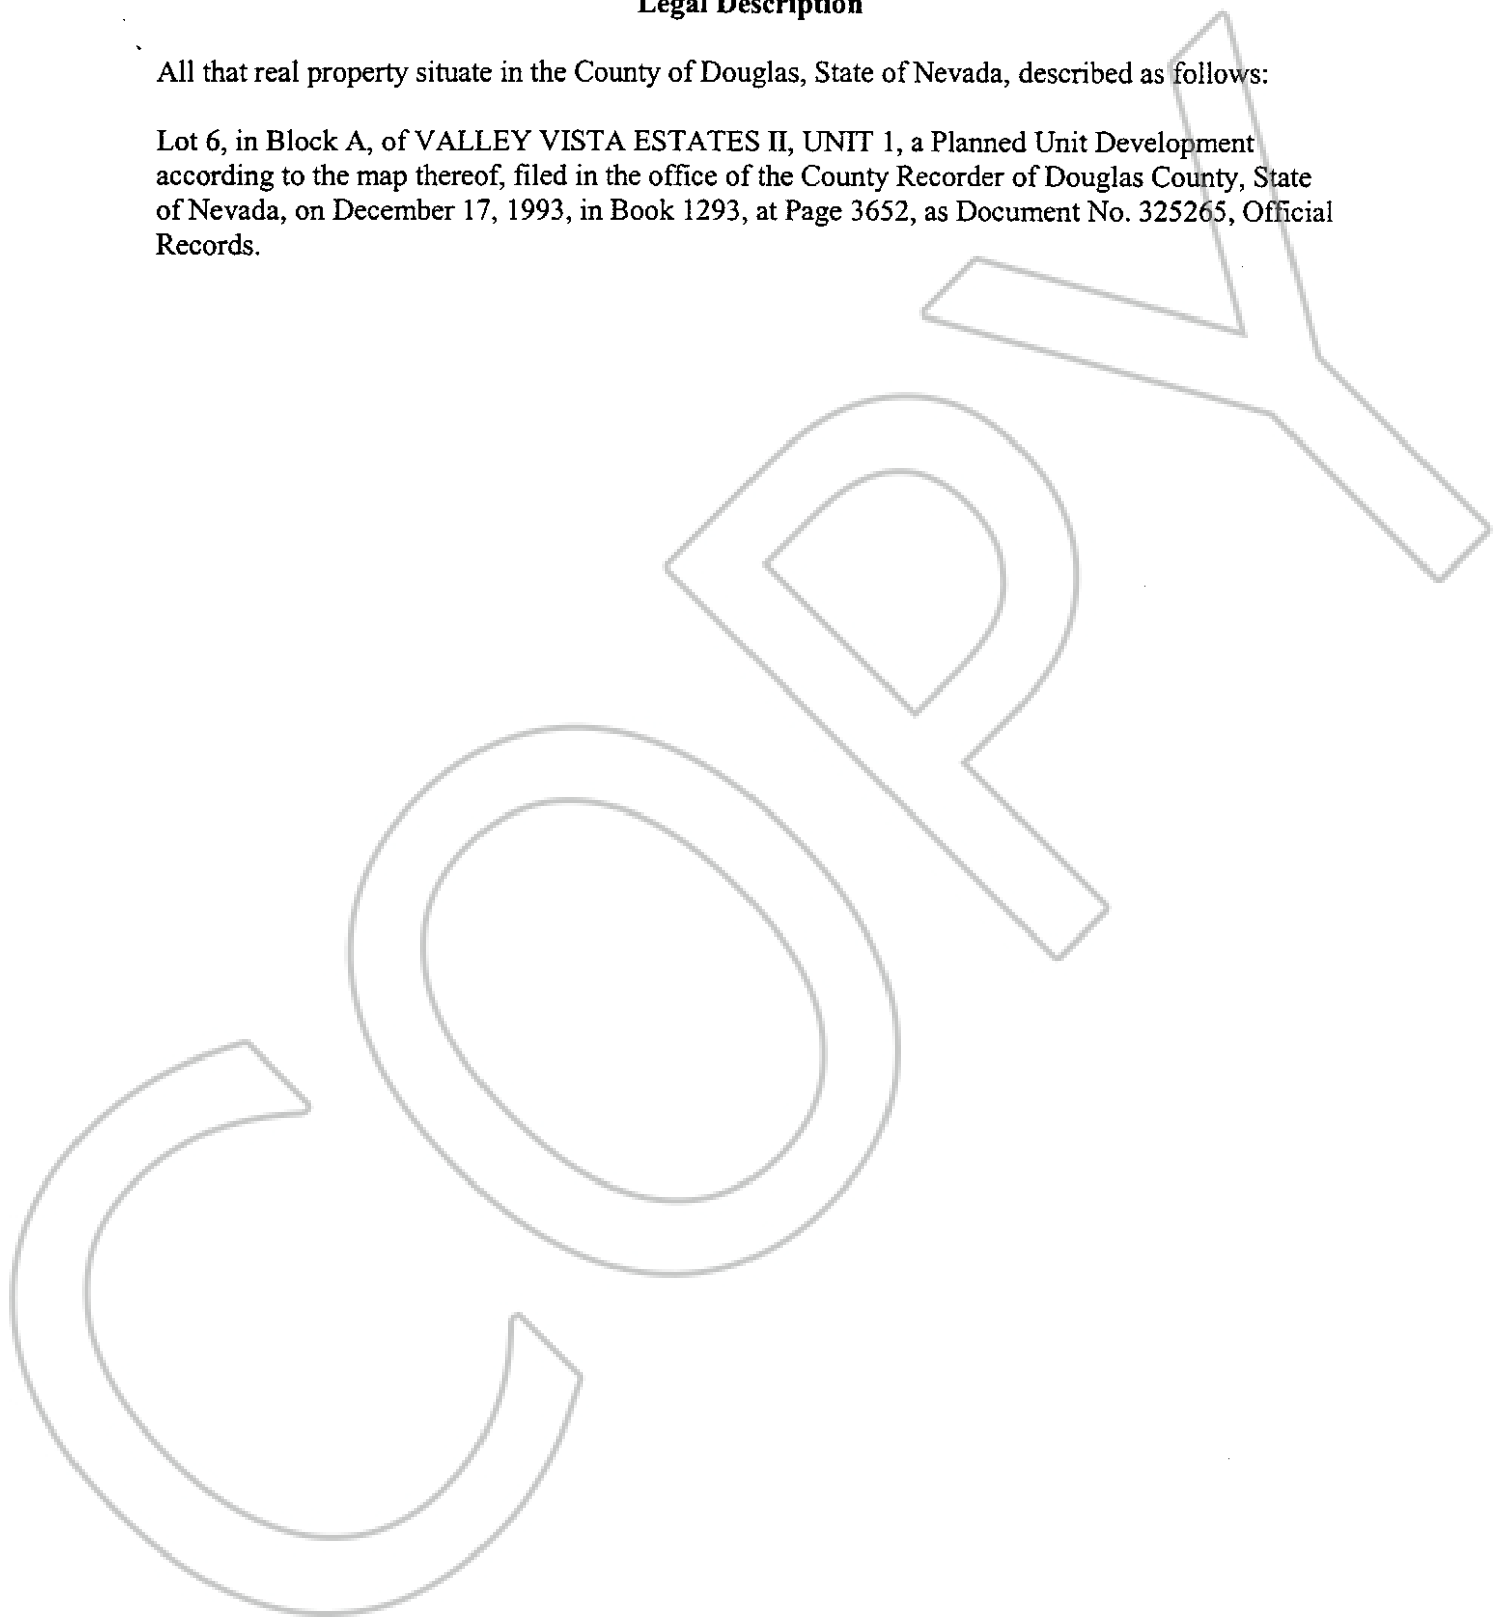 Legal Description
All that real property situate in the County of Douglas, State of Nevada, described as follows:
Lot 6, in Block A, of VALLEY VISTA ESTATES II, UNIT 1, a Planned Unit Development
according to the map thereof, filed in the office of the County Recorder of Douglas County, State
of Nevada, on December 17, 1993, in Book 1293, at Page 3652, as Document No. 325265, Official
Records.
COPY